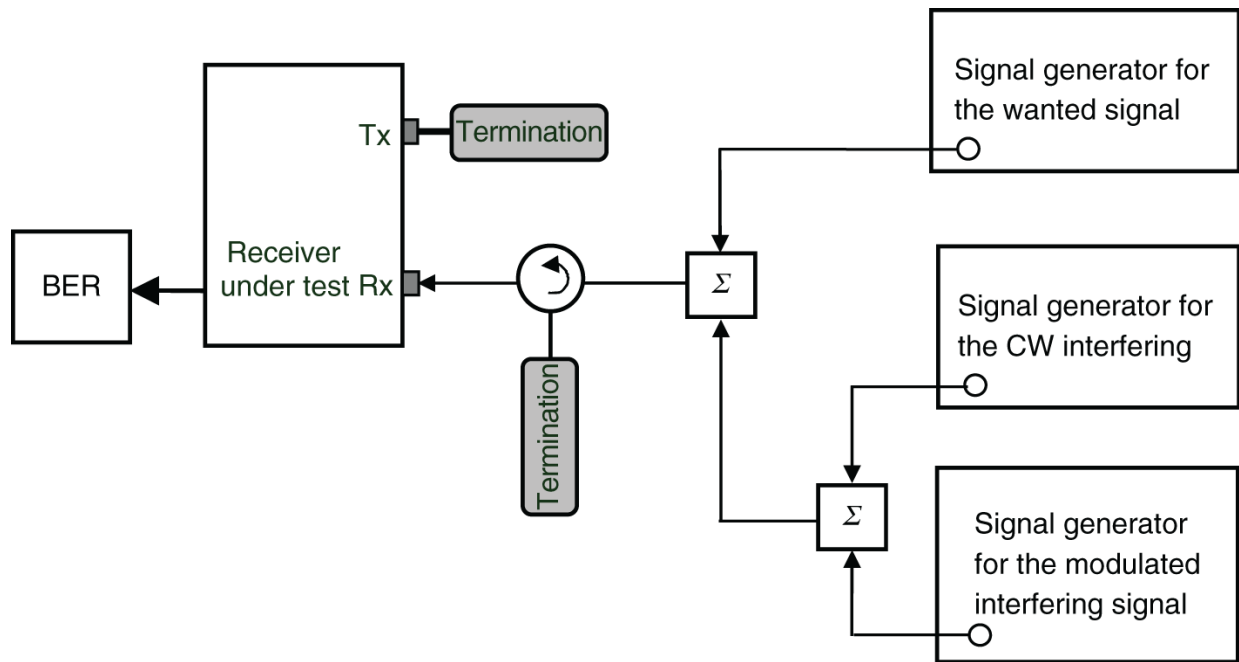 Signal generator for
the wanted signal
Tx
Termination
Receiver
under test Rx
BER
Σ
Signal generator for
the CW interfering
Termination
Σ
Signal generator
for the modulated
interfering signal